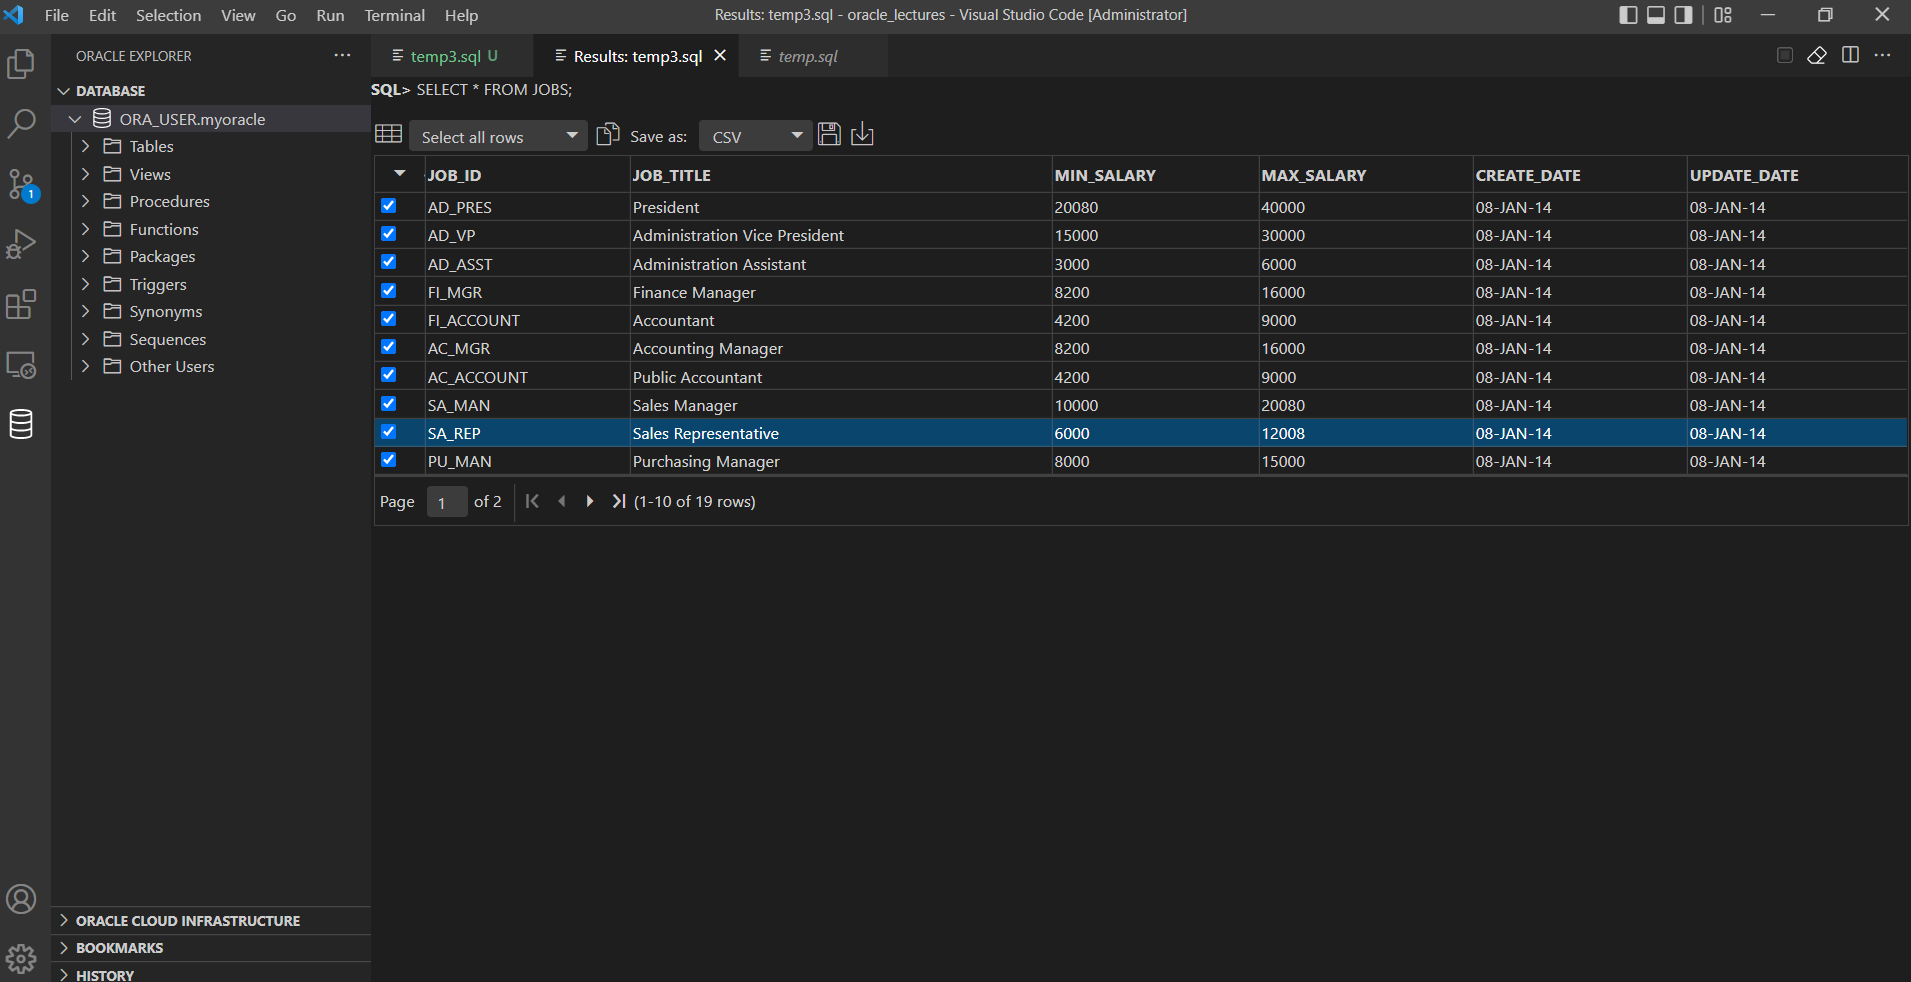 File Edit Selection View Go Run Terminal Help Results: temp3.sql - oracle_lectures - Visual Studio Code [Administrator]
ORACLE EXPLORER
DATABASE
ORA_USER.myoracle
Tables
Views
Procedures
Functions
Packages
Triggers
Synonyms
Sequences
Other Users
ORACLE CLOUD INFRASTRUCTURE
BOOKMARKS
HISTORY
1
temp3.sql U Results: temp3.sql temp.sql
SQL> SELECT * FROM JOBS;
Select all rows Save as: CSV
JOB_ID JOB_TITLE MIN_SALARY MAX_SALARY CREATE_DATE UPDATE_DATE
AD_PRES President 20080 40000 08-JAN-14 08-JAN-14
AD_VP Administration Vice President 15000 30000 08-JAN-14 08-JAN-14
AD_ASST Administration Assistant 3000 6000 08-JAN-14 08-JAN-14
FI_MGR Finance Manager 8200 16000 08-JAN-14 08-JAN-14
FI_ACCOUNT Accountant 4200 9000 08-JAN-14 08-JAN-14
AC_MGR Accounting Manager 8200 16000 08-JAN-14 08-JAN-14
AC_ACCOUNT Public Accountant 4200 9000 08-JAN-14 08-JAN-14
SA_MAN Sales Manager 10000 20080 08-JAN-14 08-JAN-14
SA_REP Sales Representative 6000 12008 08-JAN-14 08-JAN-14
PU_MAN Purchasing Manager 8000 15000 08-JAN-14 08-JAN-14
Page 1 of 2 (1-10 of 19 rows)